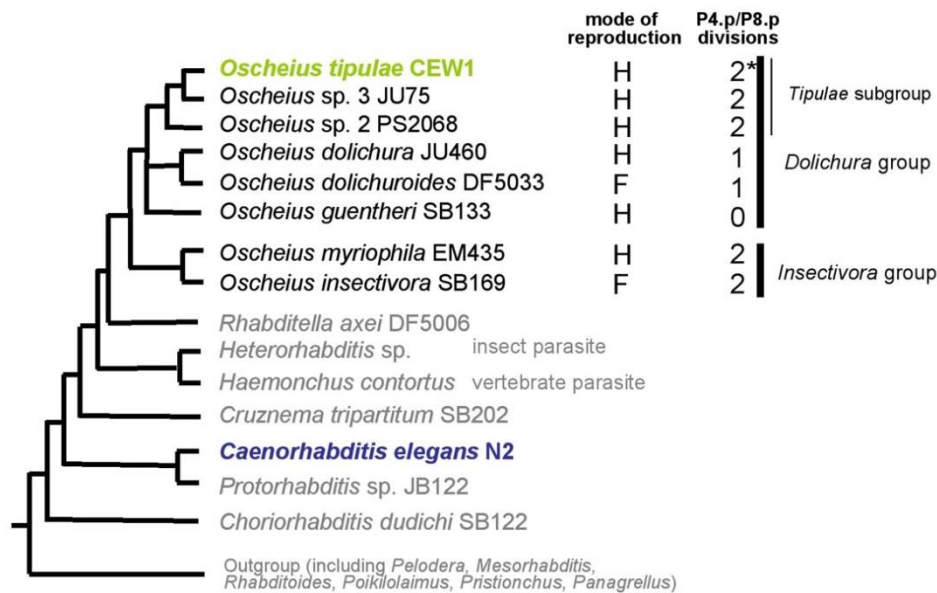 mode of reproduction
P4.p/P8.p divisions
Oscheius tipulae CEW1 H 2*
Oscheius sp. 3 JU75 H 2
Oscheius sp. 2 PS2068 H 2
Tipulae subgroup
Oscheius dolichura JU460 H 1
Oscheius dolichuroides DF5033 F 1
Oscheius guentheri SB133 H 0
Dolichura group
Oscheius myriophila EM435 H 2
Oscheius insectivora SB169 F 2
Insectivora group
Rhabditella axei DF5006
Heterorhabditis sp. insect parasite
Haemonchus contortus vertebrate parasite
Cruznema tripartitum SB202
Caenorhabditis elegans N2
Protorhabditis sp. JB122
Choriorhabditis dudichi SB122
Outgroup (including Pelodera, Mesorhabditis,
Rhabditoides, Poikilolaimus, Pristionchus, Panagrellus)